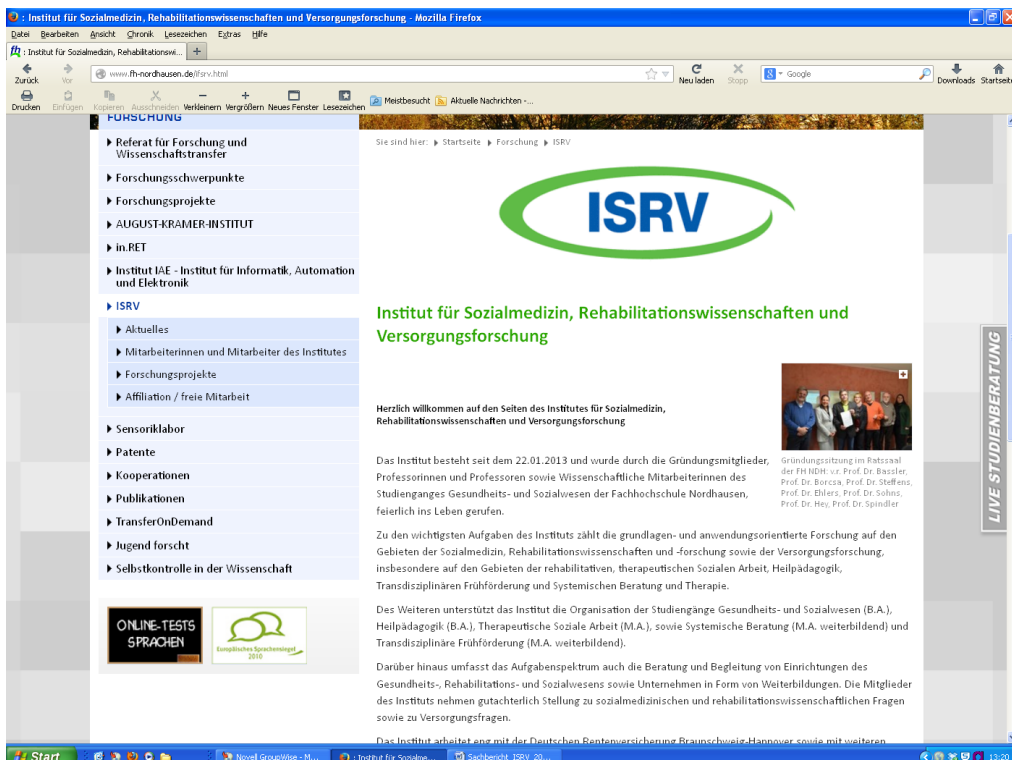 : Institut für Sozialmedizin, Rehabilitationswissenschaften und Versorgungsforschung - Mozilla Firefox
Datei Bearbeiten Ansicht Chronik Lesezeichen Extras Hilfe
: Institut für Sozialmedizin, Rehabilitationswi...
Zurück Vor www.fh-nordhausen.de/ifsrv.html Neu laden Stopp Google Downloads Startseite
Drucken Einfügen Kopieren Ausschneiden Verkleinern Vergrößern Neues Fenster Lesezeichen Meistbesucht Aktuelle Nachrichten -...
FORSCHUNG
Referat für Forschung und
Wissenschaftstransfer
Forschungsschwerpunkte
Forschungsprojekte
AUGUST-KRAMER-INSTITUT
in.RET
Institut IAE - Institut für Informatik, Automation
und Elektronik
ISRV
Aktuelles
Mitarbeiterinnen und Mitarbeiter des Institutes
Forschungsprojekte
Affiliation / freie Mitarbeit
Sensoriklabor
Patente
Kooperationen
Publikationen
TransferOnDemand
Jugend forscht
Selbstkontrolle in der Wissenschaft
ONLINE-TESTS
SPRACHEN
Europäisches Sprachensiegel
2010
Sie sind hier: Startseite Forschung ISRV
ISRV
Institut für Sozialmedizin, Rehabilitationswissenschaften und
Versorgungsforschung
Herzlich willkommen auf den Seiten des Institutes für Sozialmedizin,
Rehabilitationswissenschaften und Versorgungsforschung
Gründungssitzung im Ratssaal
der FH NDH: v.r. Prof. Dr. Bassler,
Prof. Dr. Borcsa, Prof. Dr. Steffens,
Prof. Dr. Ehlers, Prof. Dr. Sohns,
Prof. Dr. Hey, Prof. Dr. Spindler
Das Institut besteht seit dem 22.01.2013 und wurde durch die Gründungsmitglieder,
Professorinnen und Professoren sowie Wissenschaftliche Mitarbeiterinnen des
Studienganges Gesundheits- und Sozialwesen der Fachhochschule Nordhausen,
feierlich ins Leben gerufen.
Zu den wichtigsten Aufgaben des Instituts zählt die grundlagen- und anwendungsorientierte Forschung auf den
Gebieten der Sozialmedizin, Rehabilitationswissenschaften und -forschung sowie der Versorgungsforschung,
insbesondere auf den Gebieten der rehabilitativen, therapeutischen Sozialen Arbeit, Heilpädagogik,
Transdisziplinären Frühförderung und Systemischen Beratung und Therapie.
Des Weiteren unterstützt das Institut die Organisation der Studiengänge Gesundheits- und Sozialwesen (B.A.),
Heilpädagogik (B.A.), Therapeutische Soziale Arbeit (M.A.), sowie Systemische Beratung (M.A. weiterbildend) und
Transdisziplinäre Frühförderung (M.A. weiterbildend).
Darüber hinaus umfasst das Aufgabenspektrum auch die Beratung und Begleitung von Einrichtungen des
Gesundheits-, Rehabilitations- und Sozialwesens sowie Unternehmen in Form von Weiterbildungen. Die Mitglieder
des Instituts nehmen gutachterlich Stellung zu sozialmedizinischen und rehabilitationswissenschaftlichen Fragen
sowie zu Versorgungsfragen.
Das Institut arbeitet eng mit der Deutschen Rentenversicherung Braunschweig-Hannover sowie mit weiteren
LIVE STUDIENBERATUNG
Start Novell GroupWise - M... : Institut für Sozialme... Sachbericht_ISRV_20... 13:20